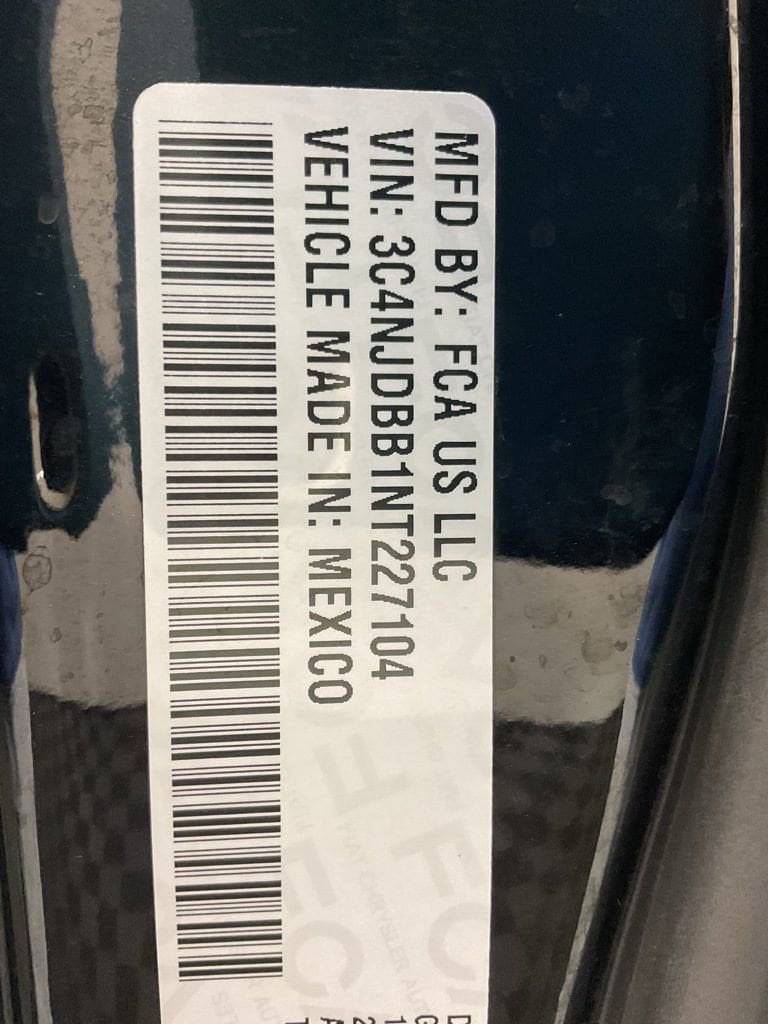 MFD BY: FCA US LLC
VIN: 3C4NJDBB1NT227104
VEHICLE MADE IN: MEXICO